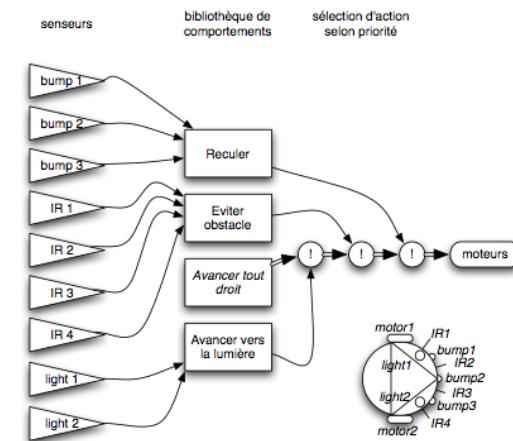 senseurs
bibliothèque de
comportements
sélection d'action
selon priorité
bump 1
bump 2
bump 3
IR 1
IR 2
IR 3
IR 4
light 1
light 2
Reculer
Eviter
obstacle
Avancer tout
droit
Avancer vers
la lumière
!
!
!
moteurs
motor1
IR1
bump1
IR2
light1
bump2
IR3
light2
bump3
IR4
motor2